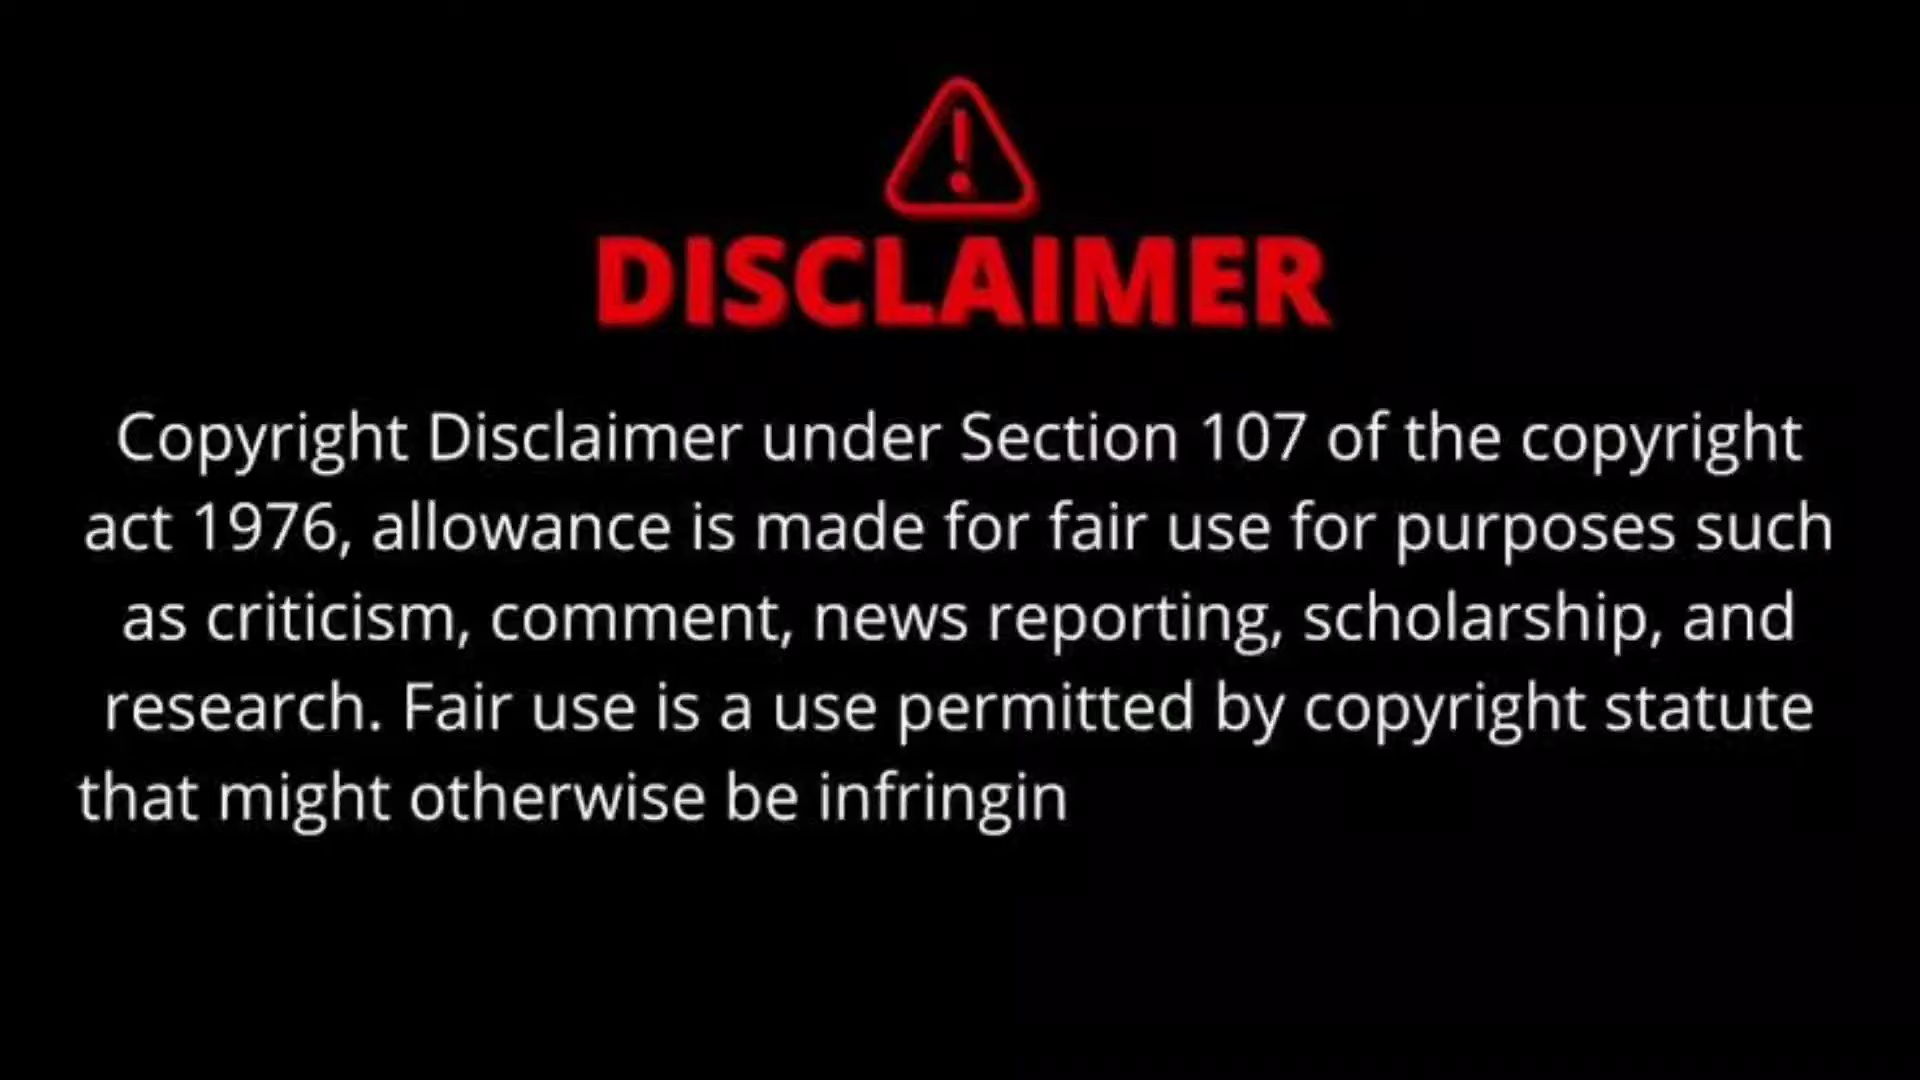 DISCLAIMER
Copyright Disclaimer under Section 107 of the copyright
act 1976, allowance is made for fair use for purposes such
as criticism, comment, news reporting, scholarship, and
research. Fair use is a use permitted by copyright statute
that might otherwise be infringin